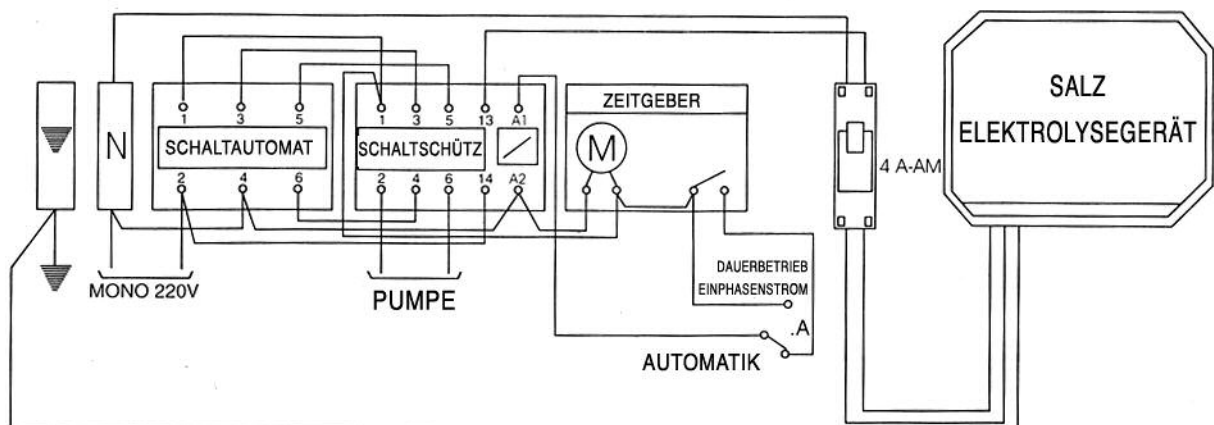 1 3 5
1 3 5 13 A1
ZEITGEBER
SALZ
ELEKTROLYSEGERÄT
N
SCHALTAUTOMAT
SCHALTSCHÜTZ
M
4 A-AM
2 4 6
2 4 6 14 A2
MONO 220V
PUMPE
DAUERBETRIEB
EINPHASENSTROM
.A
AUTOMATIK